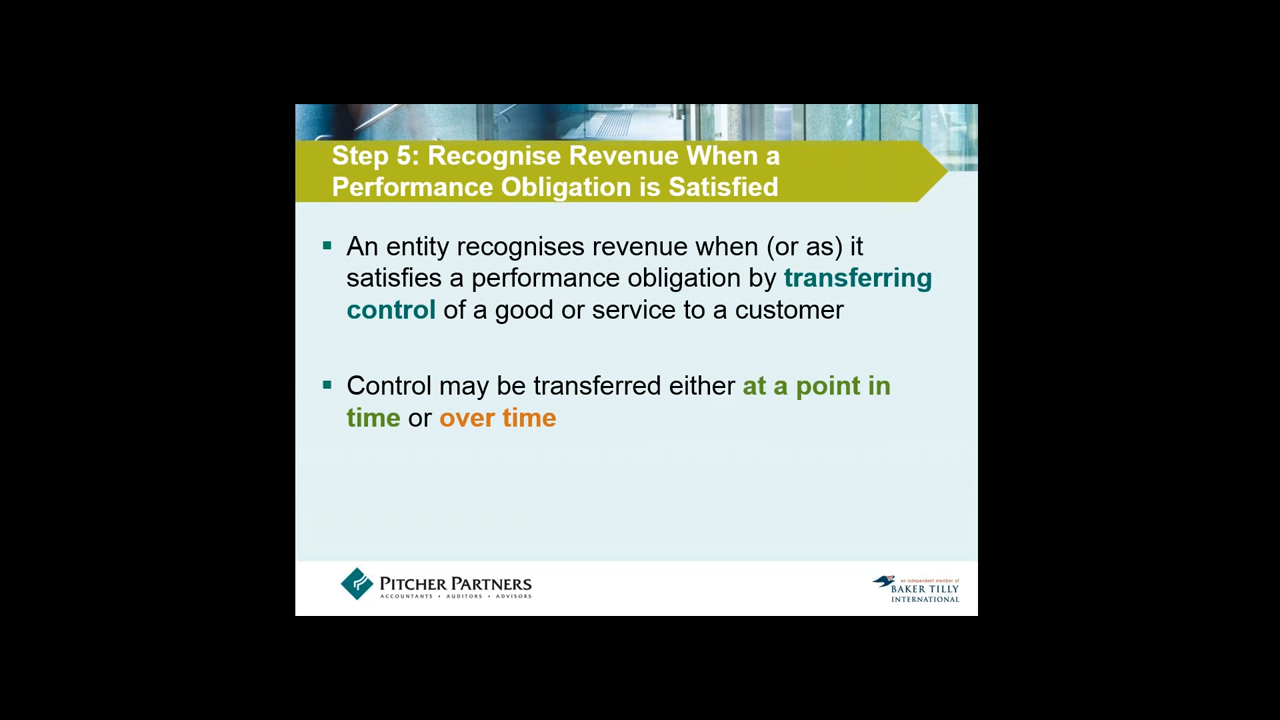 Step 5: Recognise Revenue When a
Performance Obligation is Satisfied
▪ An entity recognises revenue when (or as) it
satisfies a performance obligation by transferring
control of a good or service to a customer
▪ Control may be transferred either at a point in
time or over time
PITCHER PARTNERS
ACCOUNTANTS • AUDITORS • ADVISORS
an independent member of
BAKER TILLY
INTERNATIONAL